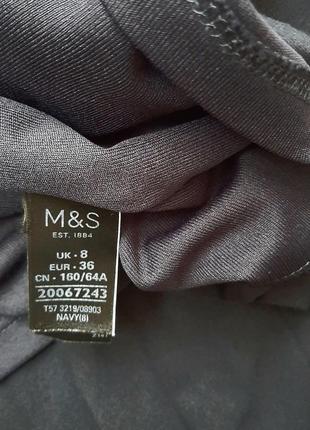 M&S
EST. 1884
UK • 8
EUR • 36
CN • 160/64A
20067243
T57 3219/08903
NAVY(8)